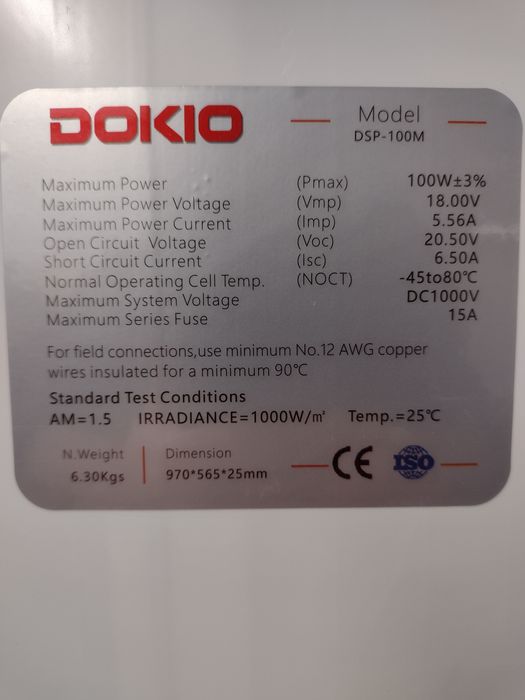 DOKIO
Model
DSP-100M
Maximum Power (Pmax) 100W±3%
Maximum Power Voltage (Vmp) 18.00V
Maximum Power Current (Imp) 5.56A
Open Circuit Voltage (Voc) 20.50V
Short Circuit Current (Isc) 6.50A
Normal Operating Cell Temp. (NOCT) -45to80℃
Maximum System Voltage DC1000V
Maximum Series Fuse 15A
For field connections,use minimum No.12 AWG copper
wires insulated for a minimum 90℃
Standard Test Conditions
AM=1.5 IRRADIANCE=1000W/㎡ Temp.=25℃
N.Weight
6.30Kgs
Dimension
970*565*25mm
CE
ISO